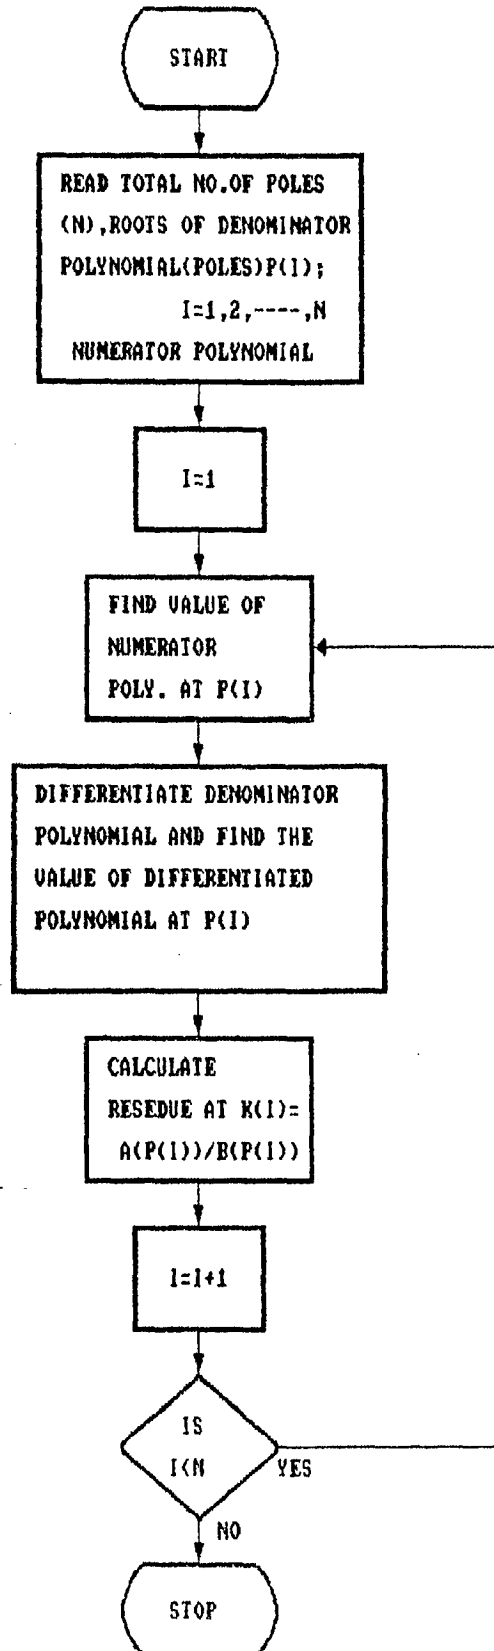 START
READ TOTAL NO.OF POLES
(N),ROOTS OF DENOMINATOR
POLYNOMIAL(POLES)P(I);
I=1,2,----,N
NUMERATOR POLYNOMIAL
I=1
FIND VALUE OF
NUMERATOR
POLY. AT P(I)
DIFFERENTIATE DENOMINATOR
POLYNOMIAL AND FIND THE
VALUE OF DIFFERENTIATED
POLYNOMIAL AT P(I)
CALCULATE
RESEDUE AT K(I)=
A(P(I))/B(P(I))
I=I+1
IS
I<N
YES
NO
STOP